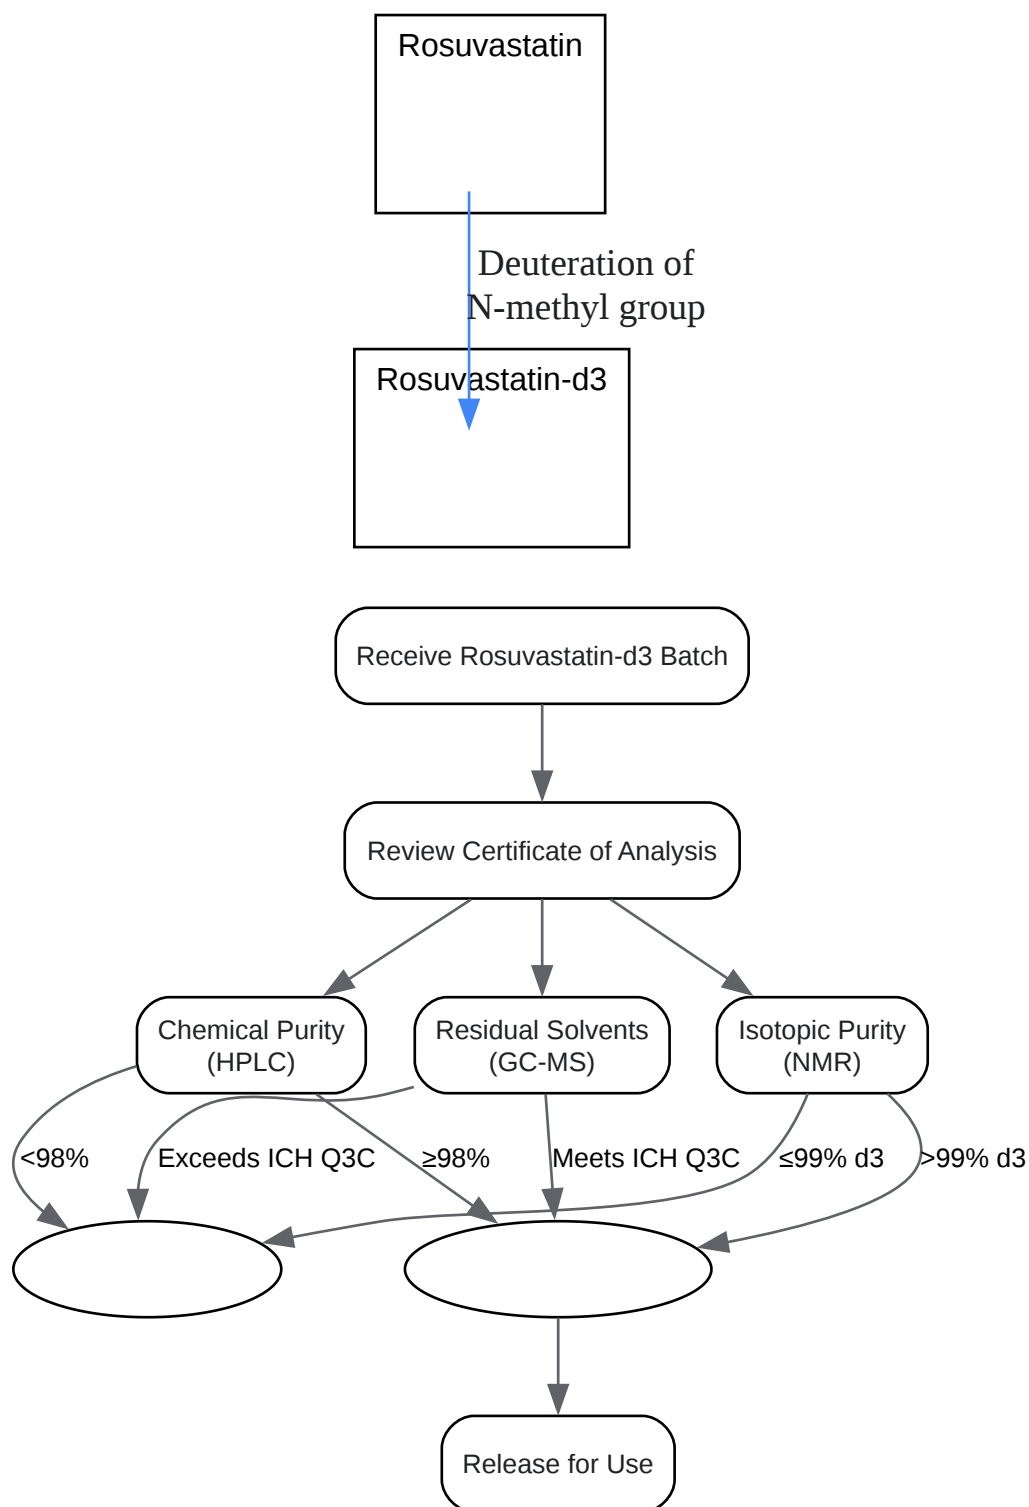 Rosuvastatin
Deuteration of
N-methyl group
Rosuvastatin-d3
Receive Rosuvastatin-d3 Batch
Review Certificate of Analysis
Chemical Purity
(HPLC)
Residual Solvents
(GC-MS)
Isotopic Purity
(NMR)
<98%
Exceeds ICH Q3C
≥98%
Meets ICH Q3C
≤99% d3
>99% d3
Release for Use